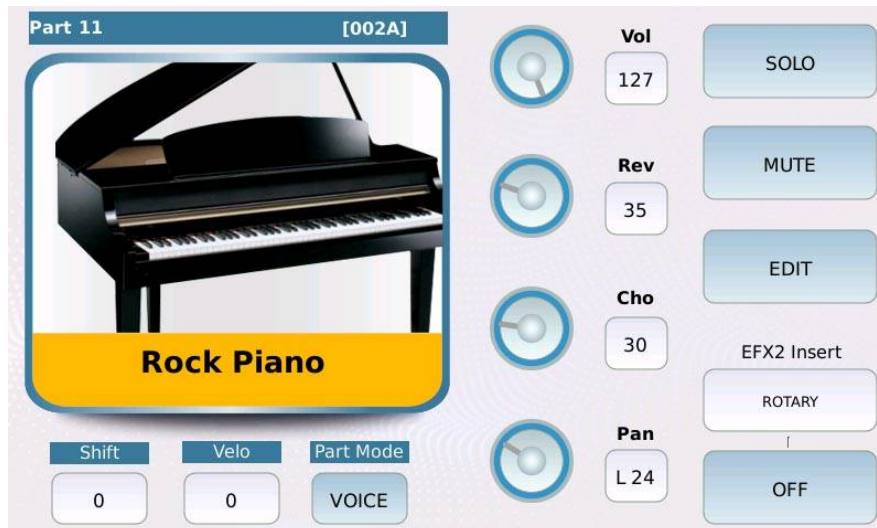 Part 11 [002A]
Rock Piano
Shift Velo Part Mode
0 0 VOICE
Vol
127
Rev
35
Cho
30
Pan
L 24
SOLO
MUTE
EDIT
EFX2 Insert
ROTARY
OFF